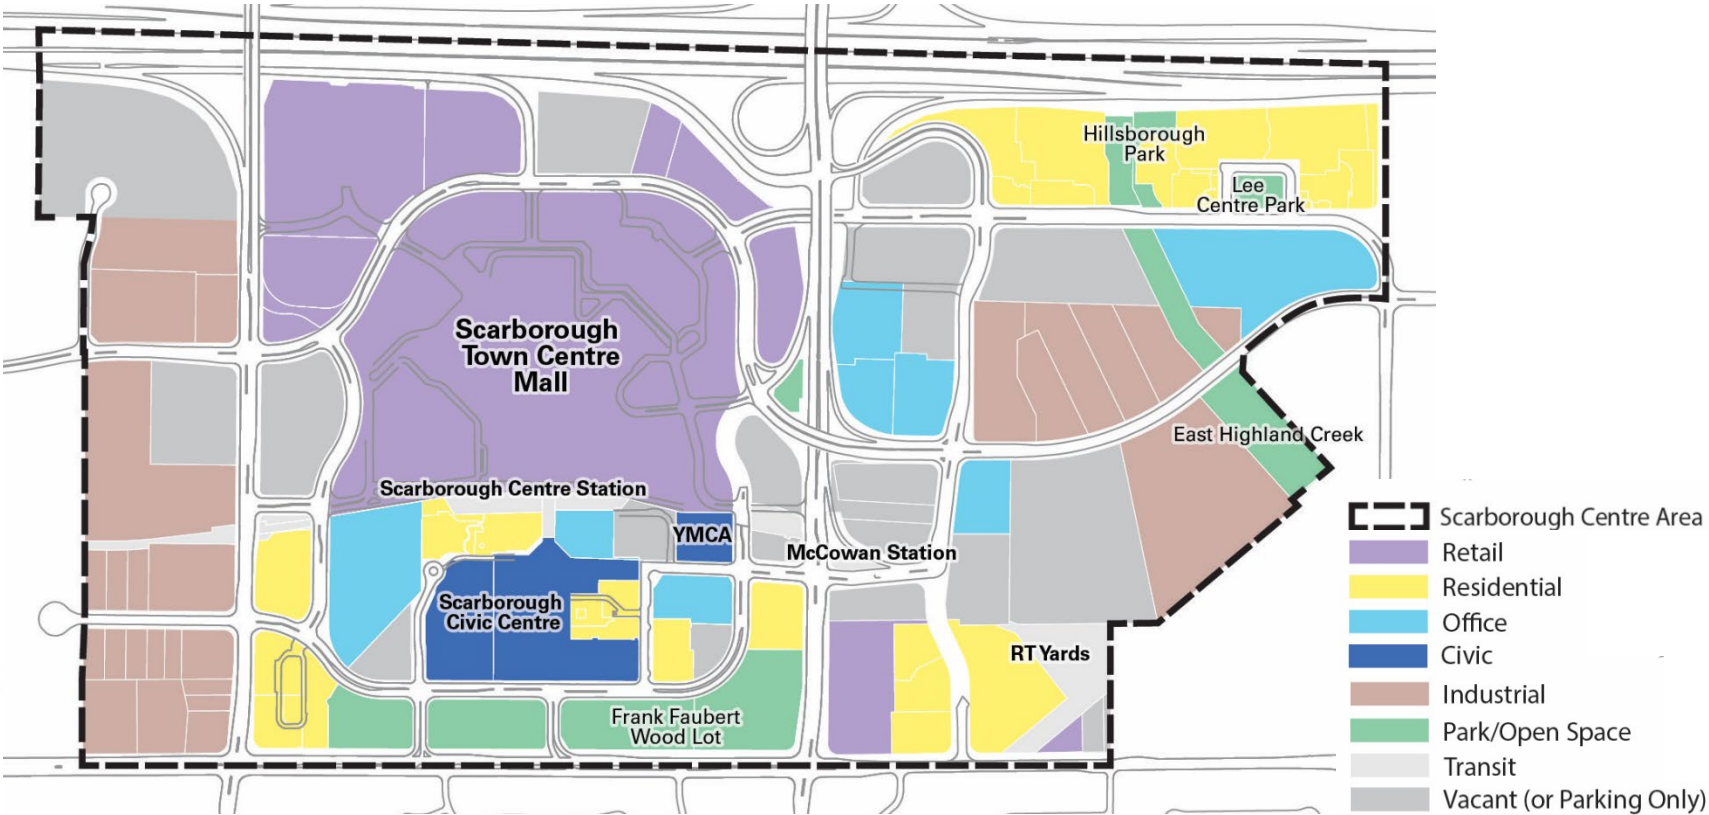 Hillsborough
Park
Lee
Centre Park
Scarborough
Town Centre
Mall
East Highland Creek
Scarborough Centre Station
YMCA
McCowan Station
Scarborough
Civic Centre
RT Yards
Frank Faubert
Wood Lot
Scarborough Centre Area
Retail
Residential
Office
Civic
Industrial
Park/Open Space
Transit
Vacant (or Parking Only)